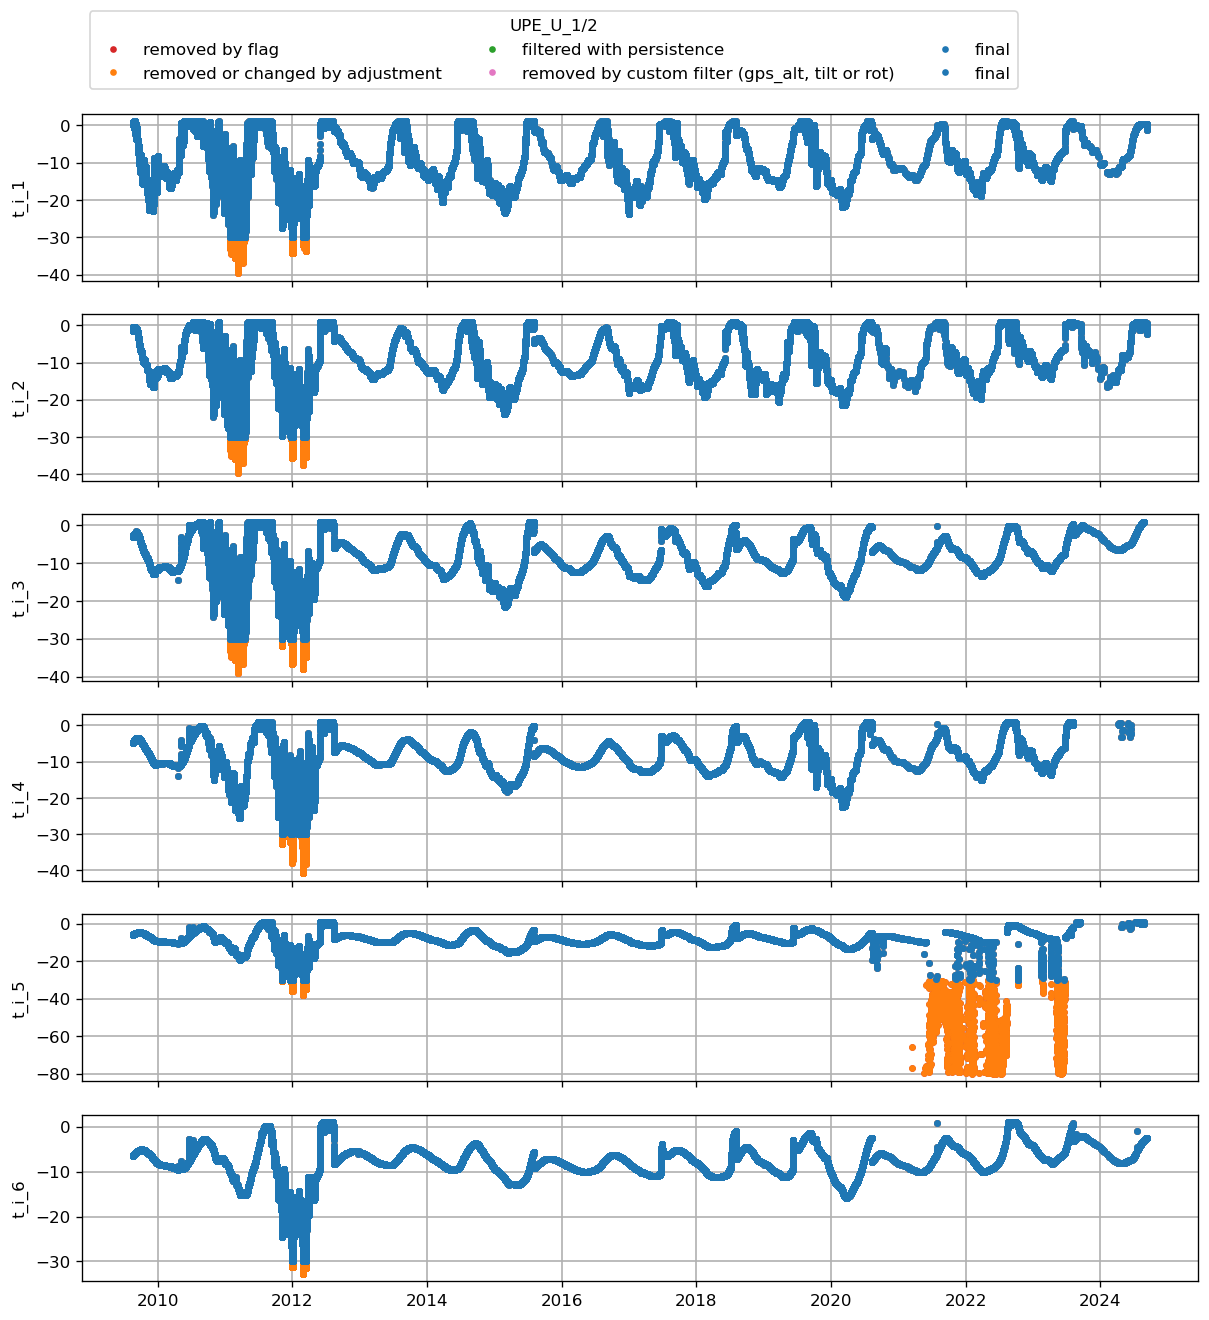 UPE_U_1/2
removed by flag
filtered with persistence
final
removed or changed by adjustment
removed by custom filter (gps_alt, tilt or rot)
final
0
−10
−20
−30
−40
t_i_1
0
−10
−20
−30
−40
t_i_2
0
−10
−20
−30
−40
t_i_3
0
−10
−20
−30
−40
t_i_4
0
−20
−40
−60
−80
t_i_5
0
−10
−20
−30
t_i_6
2010 2012 2014 2016 2018 2020 2022 2024